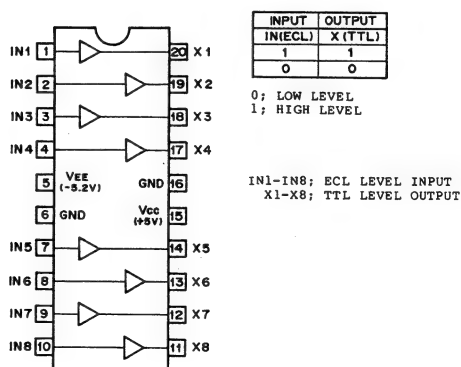 IN1 1 20 X1
IN2 2 19 X2
IN3 3 18 X3
IN4 4 17 X4
5 VEE (-5.2V) GND 16
6 GND VCC (+5V) 15
IN5 7 14 X5
IN6 8 13 X6
IN7 9 12 X7
IN8 10 11 X8
INPUT OUTPUT
IN(ECL) X (TTL)
1 1
0 0
0; LOW LEVEL
1; HIGH LEVEL
IN1-IN8; ECL LEVEL INPUT
X1-X8; TTL LEVEL OUTPUT